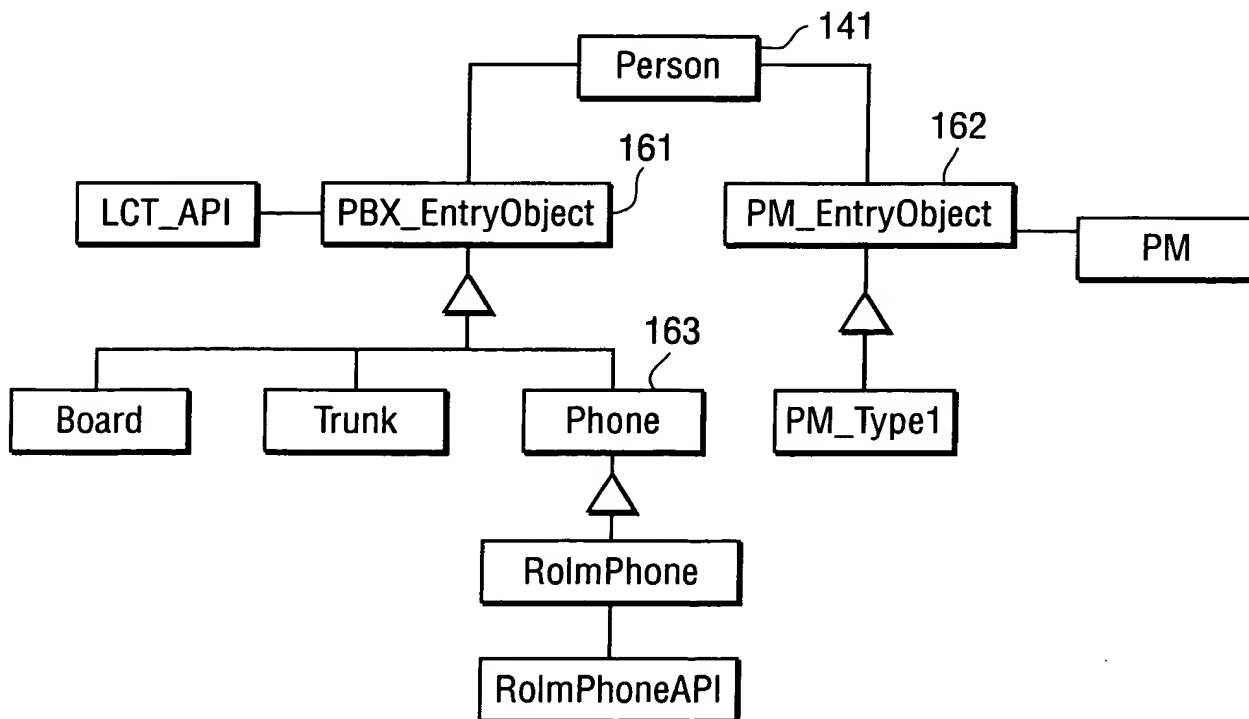 141
Person
161
162
LCT_API
PBX_EntryObject
PM_EntryObject
PM
163
Board
Trunk
Phone
PM_Type1
RolmPhone
RolmPhoneAPI